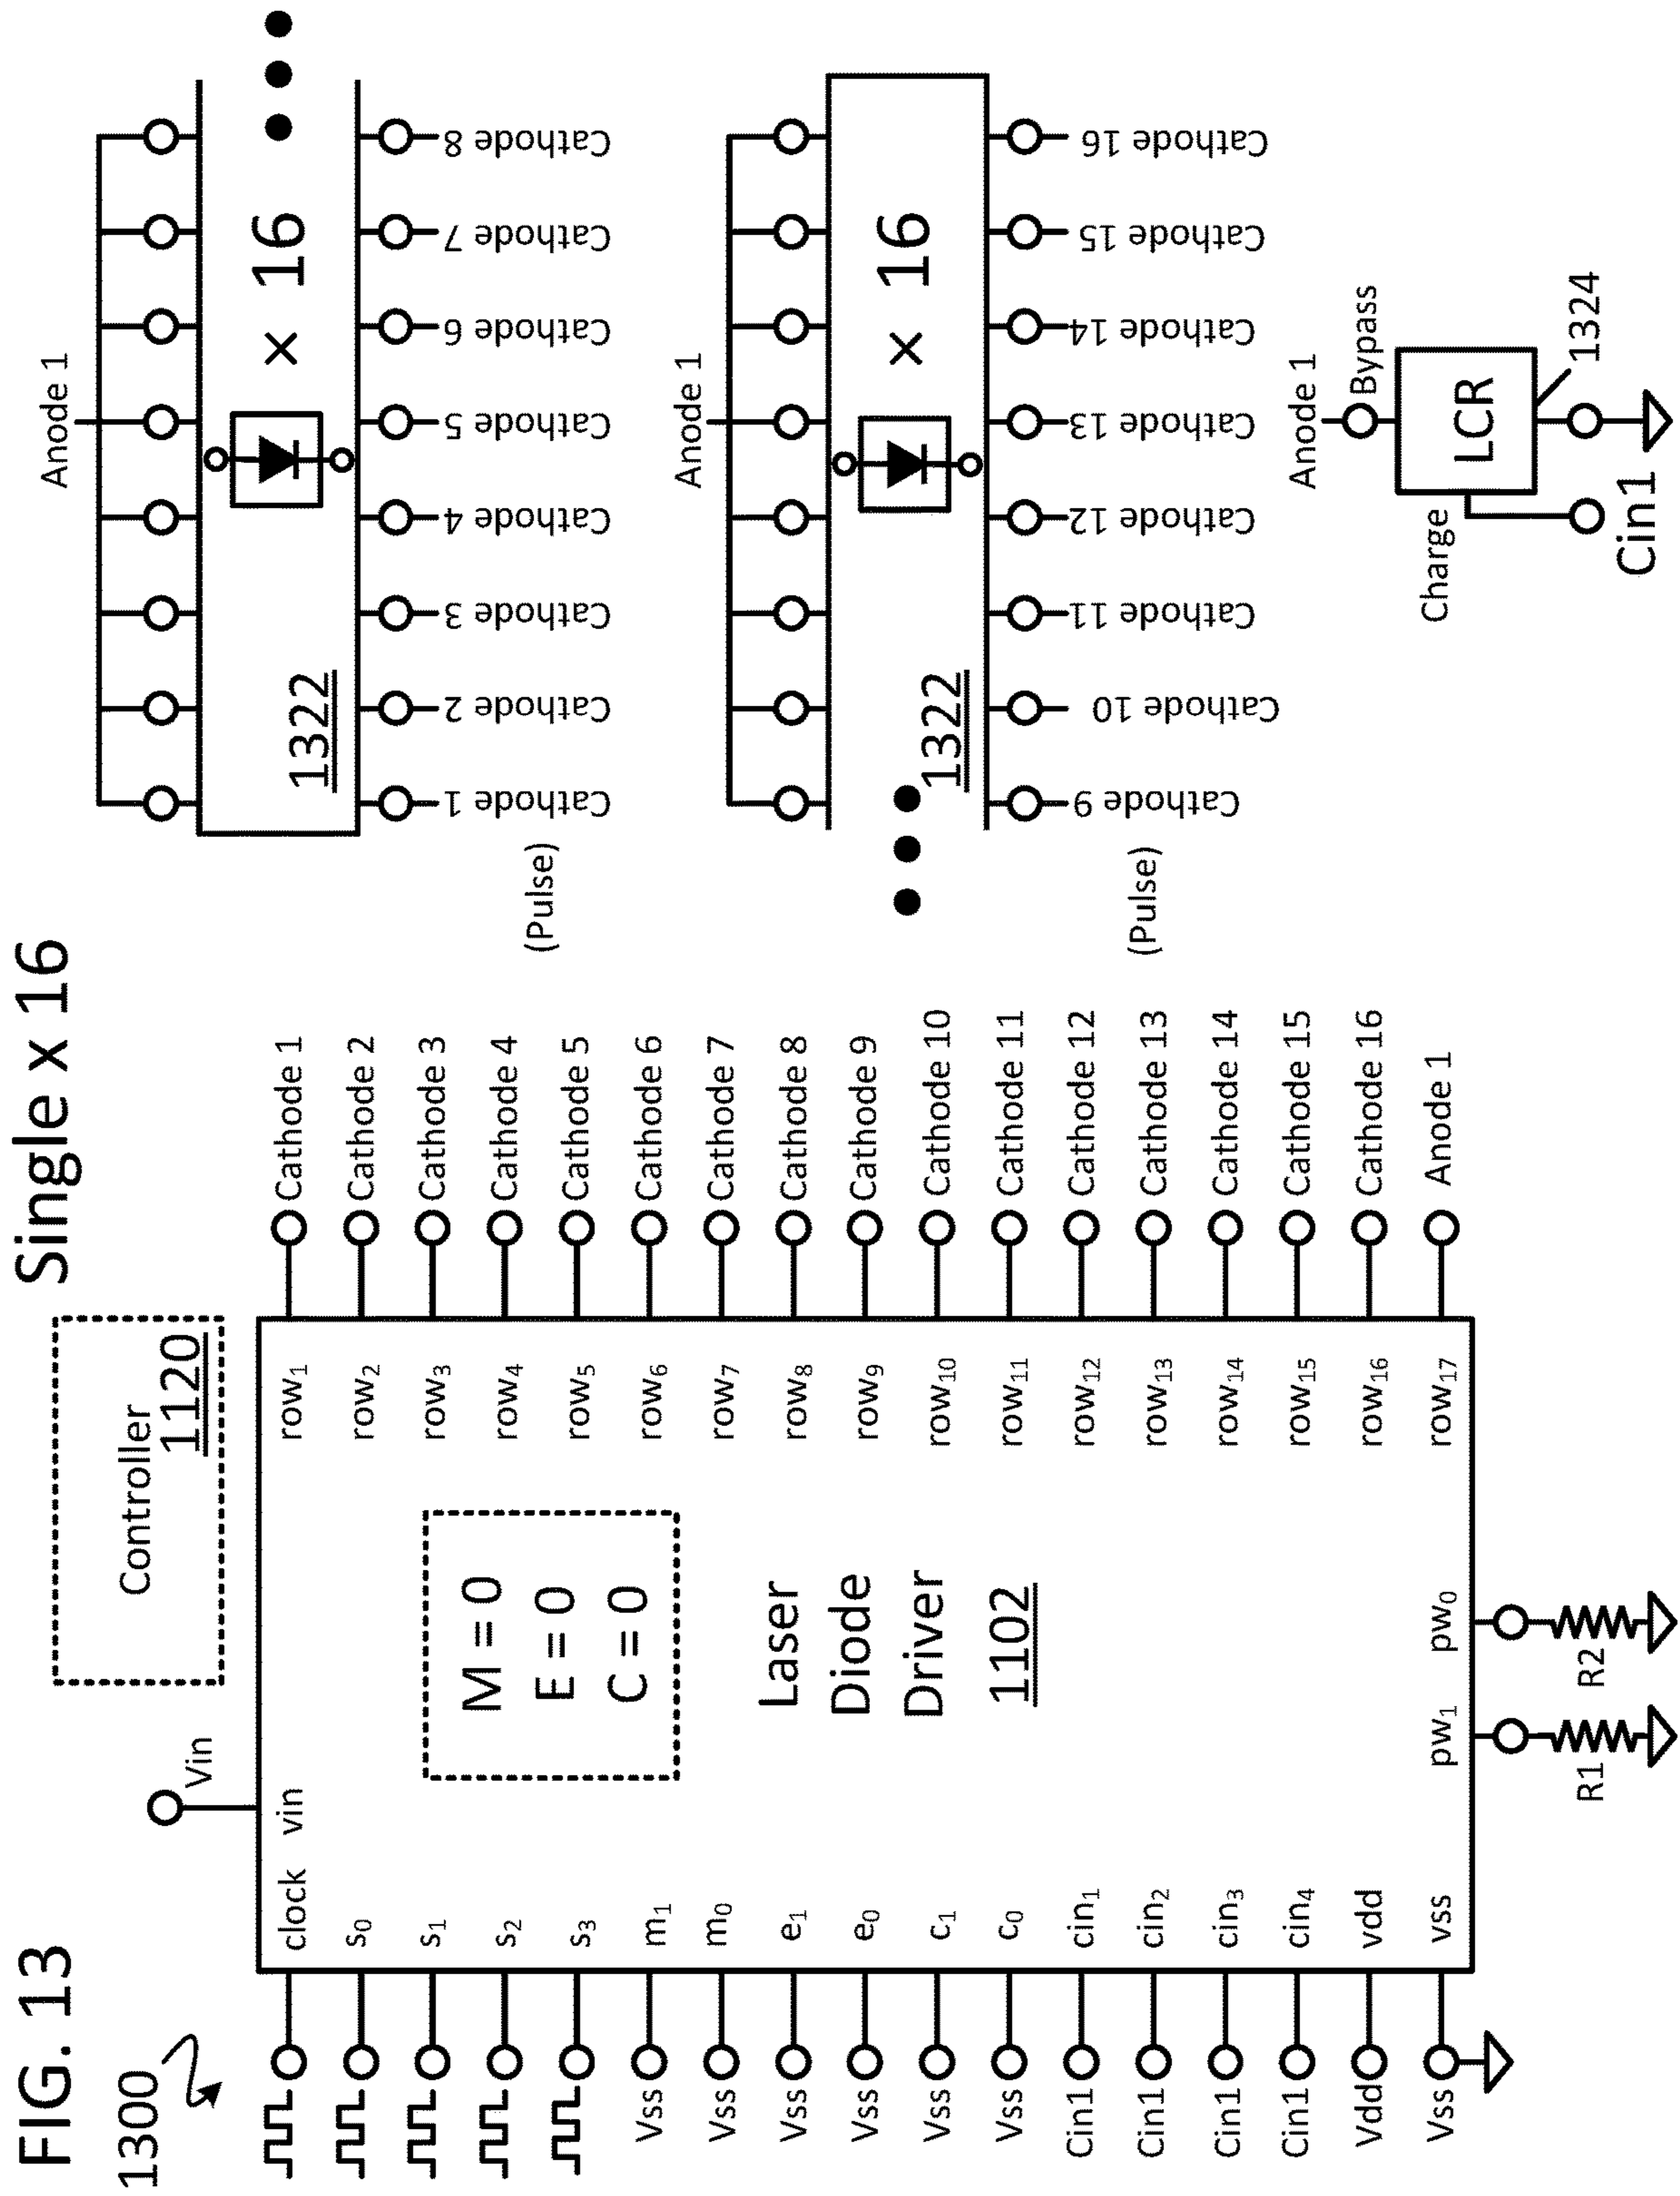 FIG. 13
Single x 16
1300
Controller
1120
Vin
vin
clock
s0
s1
s2
s3
m1
m0
e1
e0
c1
c0
cin1
cin2
cin3
cin4
vdd
vss
Vss
Vss
Vss
Vss
Vss
Vss
Cin1
Cin1
Cin1
Cin1
Vdd
Vss
M = 0
E = 0
C = 0
Laser
Diode
Driver
1102
row1
row2
row3
row4
row5
row6
row7
row8
row9
row10
row11
row12
row13
row14
row15
row16
row17
Cathode 1
Cathode 2
Cathode 3
Cathode 4
Cathode 5
Cathode 6
Cathode 7
Cathode 8
Cathode 9
Cathode 10
Cathode 11
Cathode 12
Cathode 13
Cathode 14
Cathode 15
Cathode 16
Anode 1
pw1
pw0
R1
R2
Anode 1
1322
× 16
Cathode 1
Cathode 2
Cathode 3
Cathode 4
Cathode 5
Cathode 6
Cathode 7
Cathode 8
(Pulse)
Anode 1
1322
× 16
Cathode 9
Cathode 10
Cathode 11
Cathode 12
Cathode 13
Cathode 14
Cathode 15
Cathode 16
(Pulse)
Anode 1
Bypass
Charge
LCR
1324
Cin1